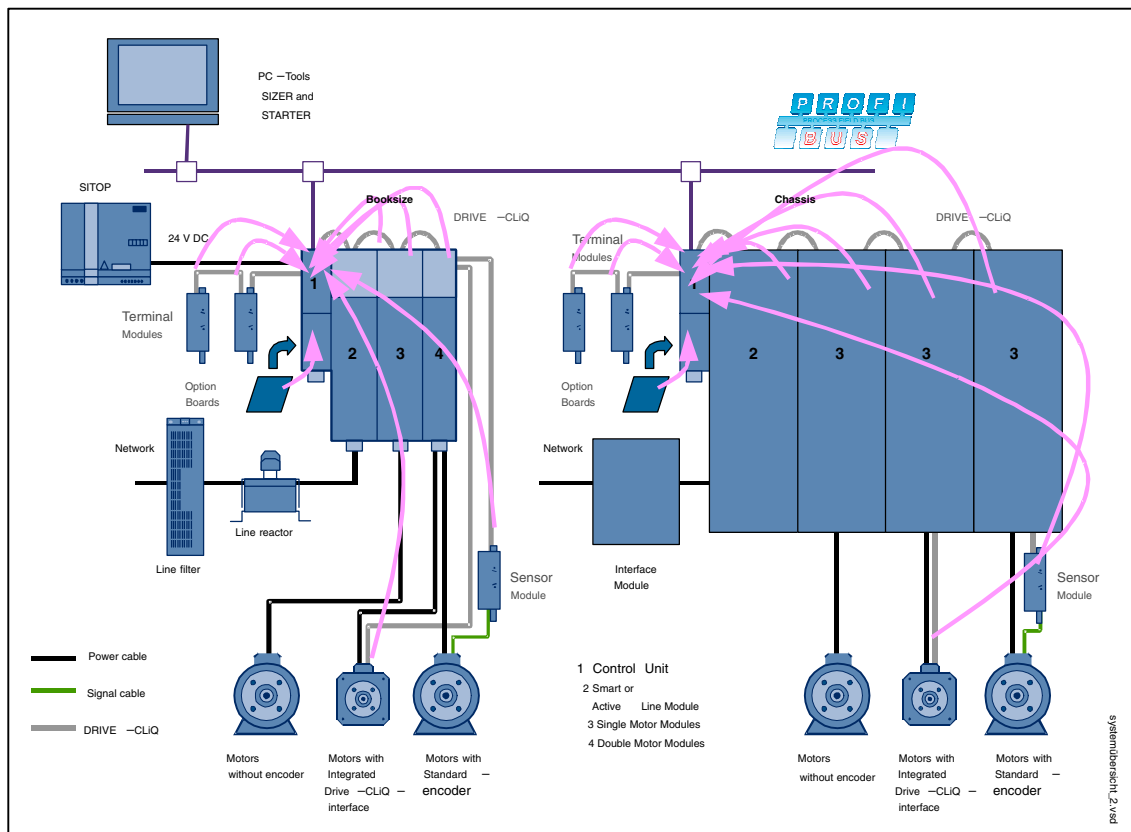 PC -Tools
SIZER and
STARTER
PROFI
PROCESS FIELD BUS
BUS
SITOP
24 V DC
Booksize
DRIVE -CLiQ
Terminal
Modules
Chassis
DRIVE -CLiQ
1
1
Terminal
Modules
2
3
4
2
3
3
3
Option
Boards
Option
Boards
Network
Network
Line reactor
Line filter
Interface
Module
Sensor
Module
Sensor
Module
Power cable
Signal cable
DRIVE -CLiQ
1 Control Unit
2 Smart or
Active Line Module
3 Single Motor Modules
4 Double Motor Modules
Motors
without encoder
Motors with
Integrated
Drive -CLiQ -
interface
Motors with
Standard -
encoder
Motors
without encoder
Motors with
Integrated
Drive -CLiQ -
interface
Motors with
Standard -
encoder
systemübersicht_2.vsd